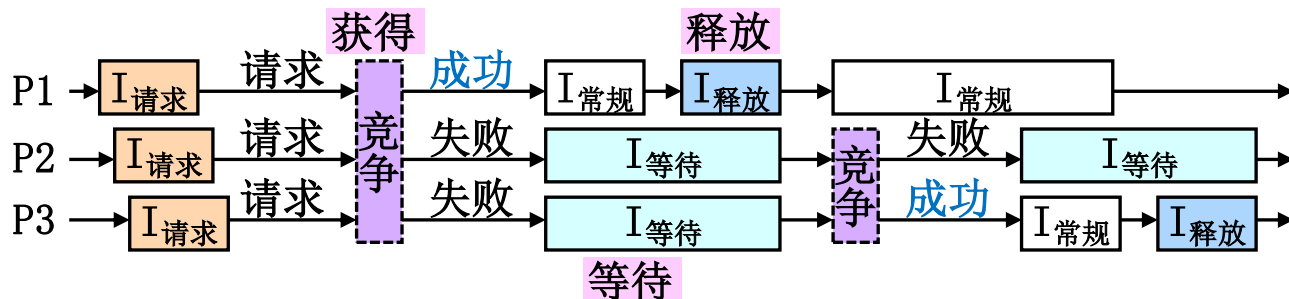 获得 释放
P1 I请求 请求 成功 I常规 I释放 I常规
竞争
P2 I请求 请求 失败 I等待 失败 I等待
竞争
P3 I请求 请求 失败 I等待 成功 I常规 I释放
等待